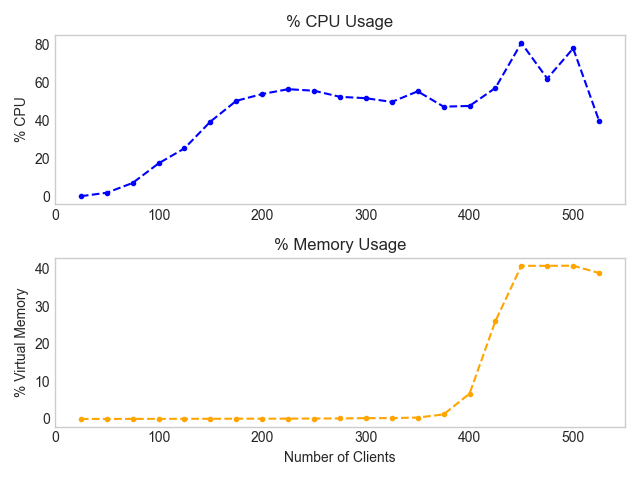 % CPU Usage
80
60
40
20
0
% CPU
0 100 200 300 400 500
% Memory Usage
40
30
20
10
0
% Virtual Memory
0 100 200 300 400 500
Number of Clients